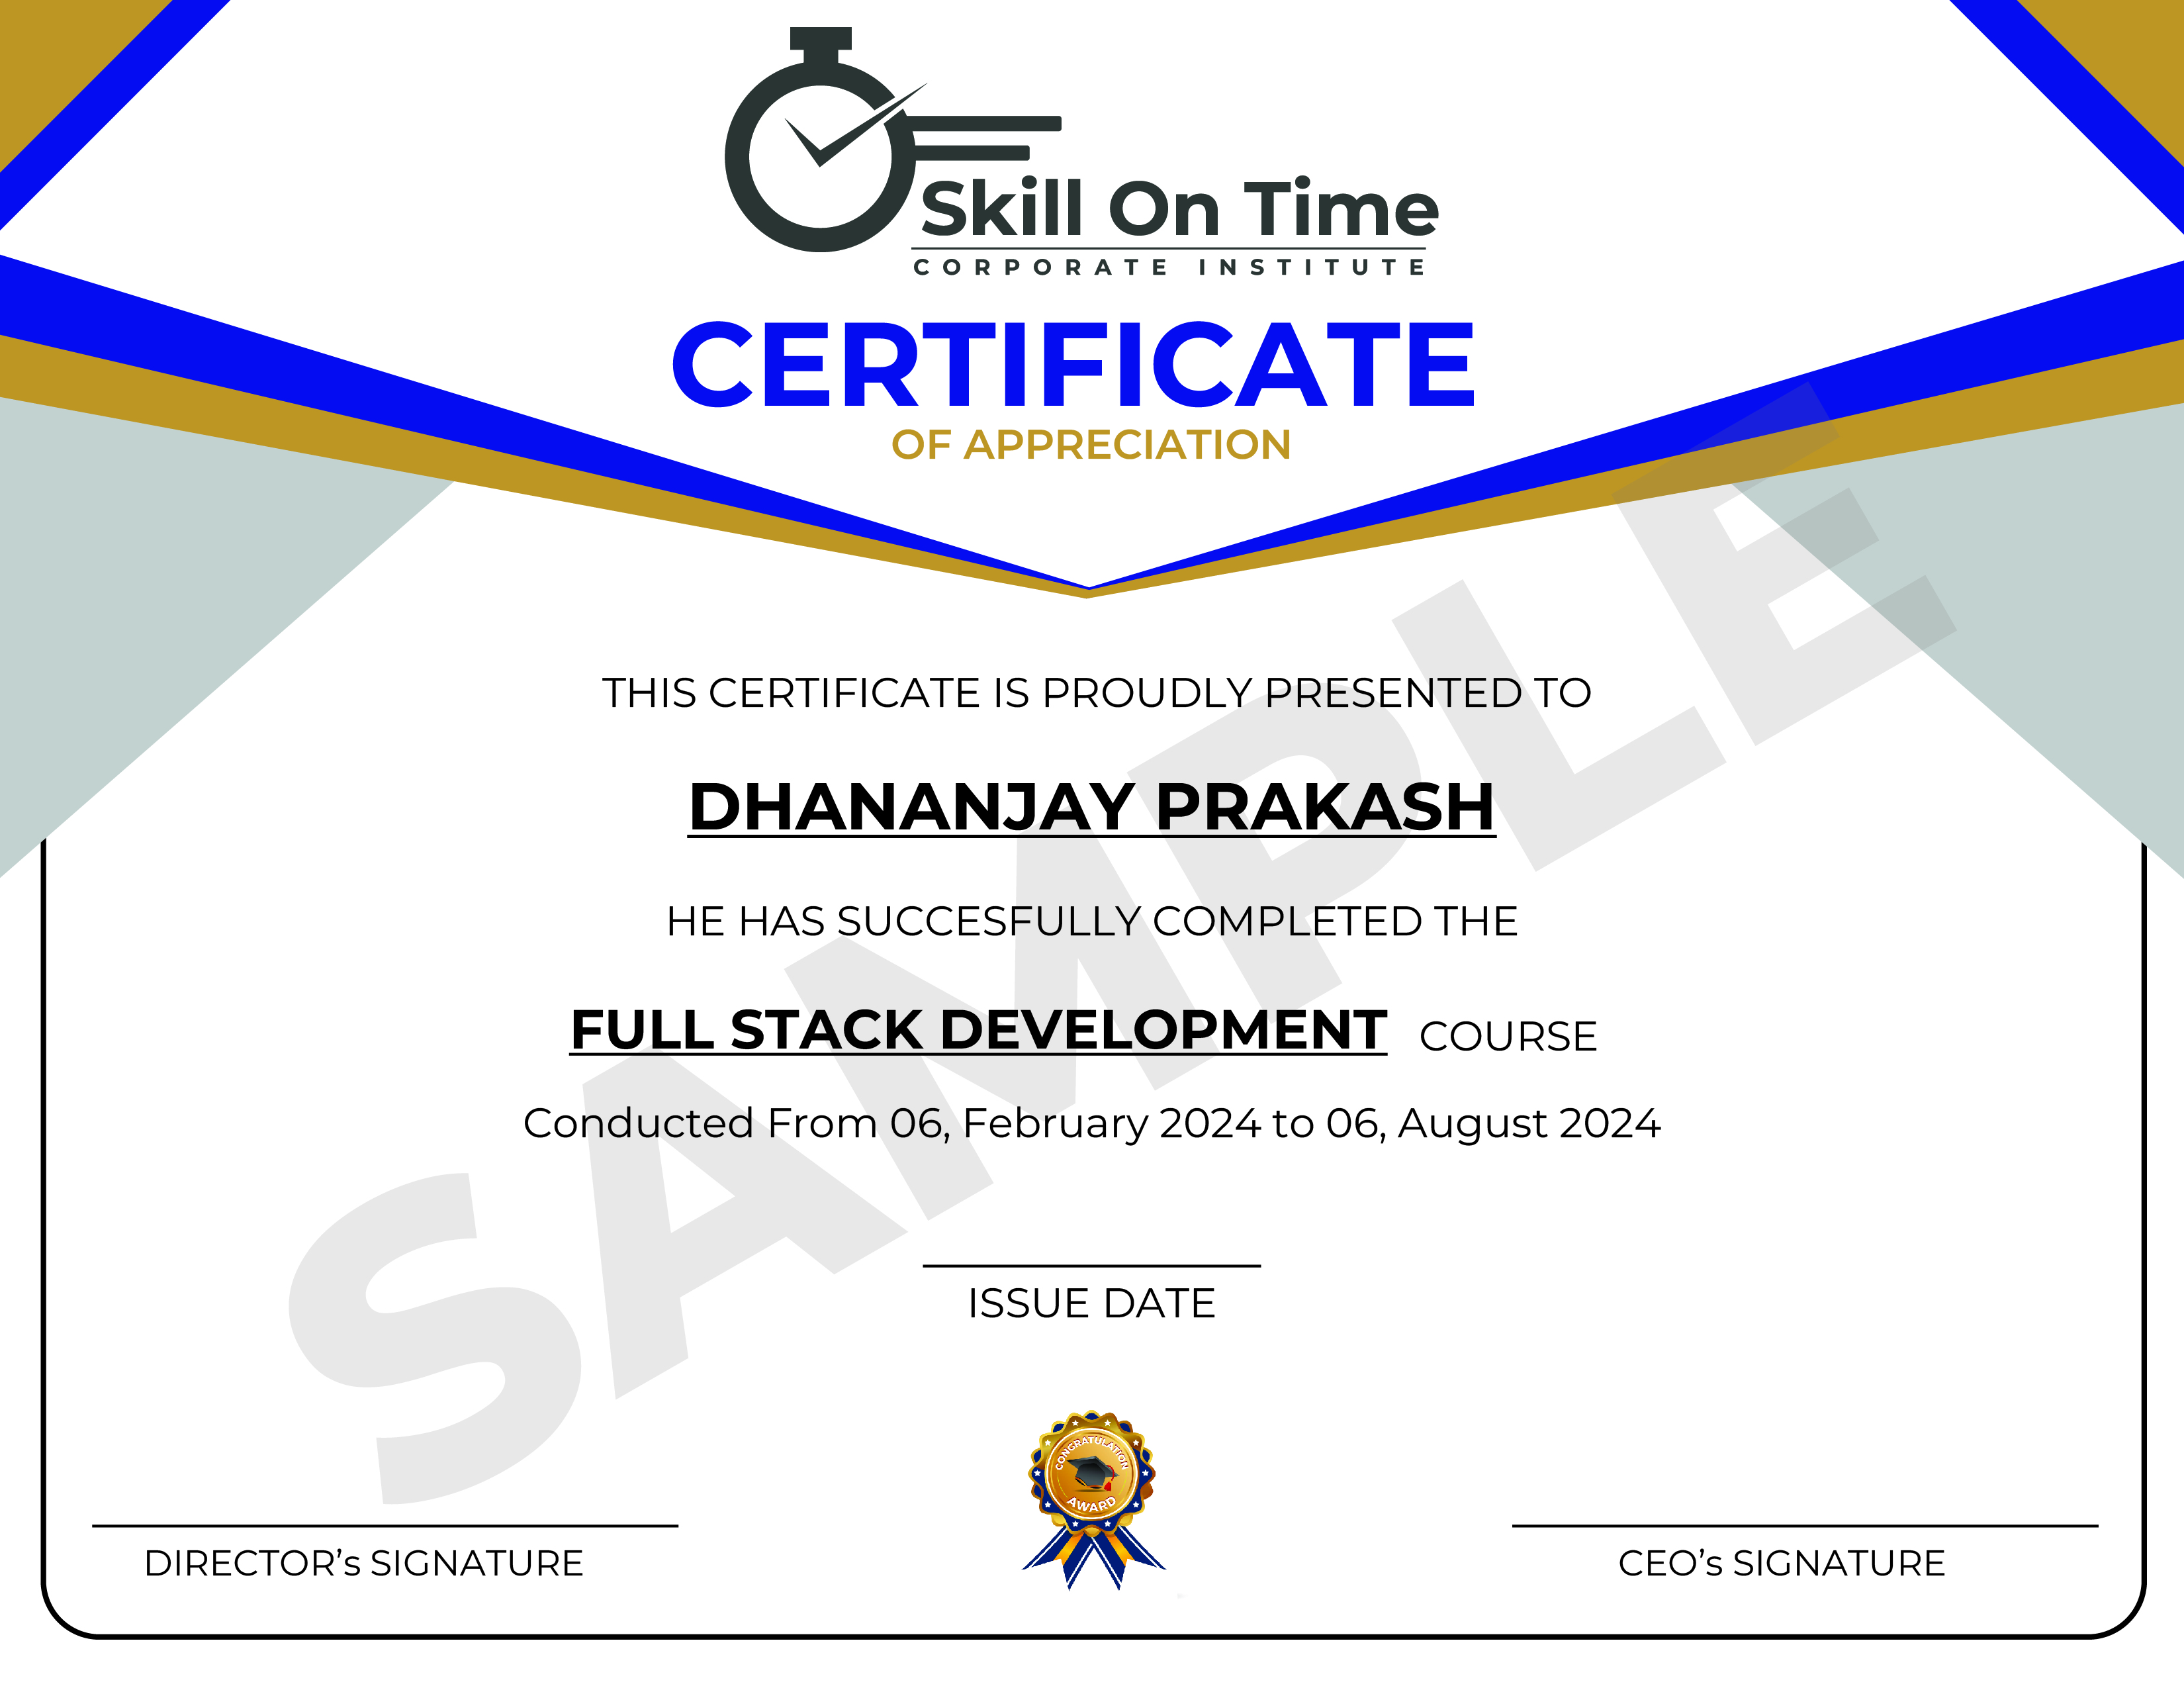 Skill On Time
CORPORATE INSTITUTE
CERTIFICATE
OF APPRECIATION
THIS CERTIFICATE IS PROUDLY PRESENTED TO
DHANANJAY PRAKASH
HE HAS SUCCESFULLY COMPLETED THE
FULL STACK DEVELOPMENT COURSE
Conducted From 06, February 2024 to 06, August 2024
SAMPLE
ISSUE DATE
CONGRATULATION
AWARD
DIRECTOR's SIGNATURE
CEO's SIGNATURE